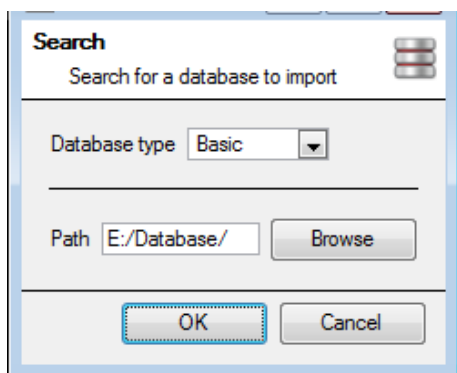 Search
Search for a database to import
Database type Basic
Path E:/Database/ Browse
OK Cancel